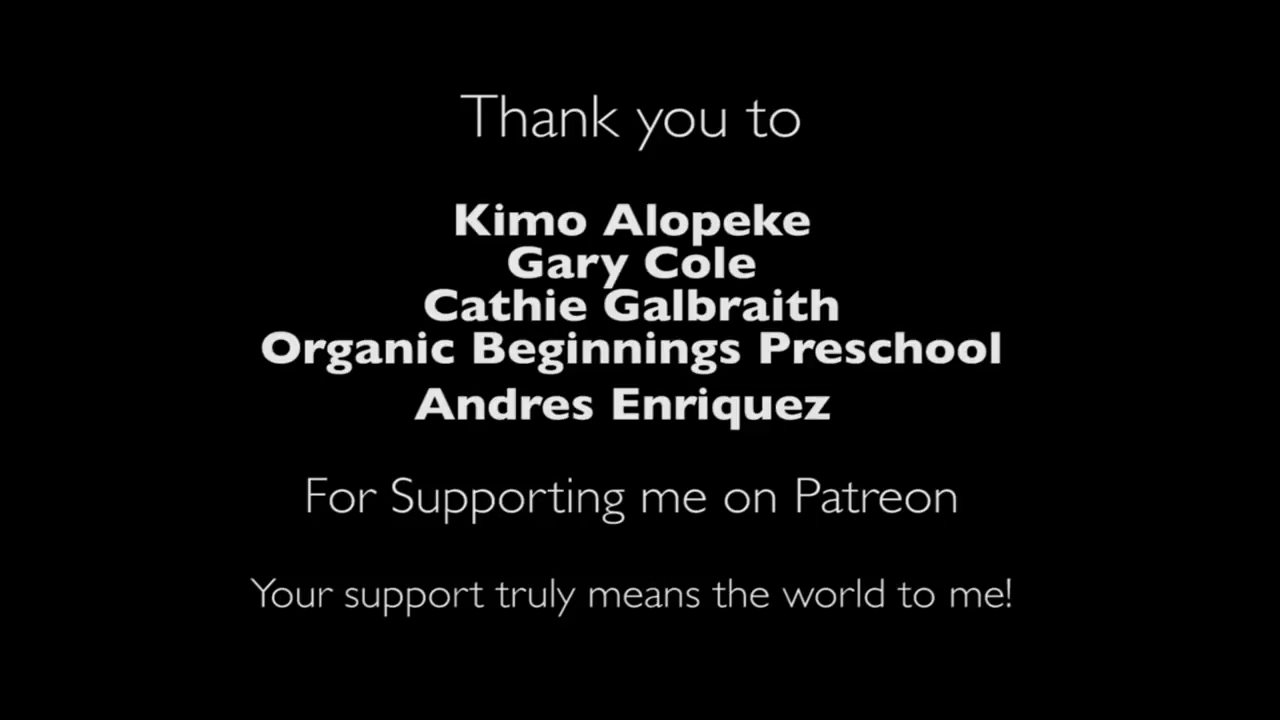 Thank you to
Kimo Alopeke
Gary Cole
Cathie Galbraith
Organic Beginnings Preschool
Andres Enriquez
For Supporting me on Patreon
Your support truly means the world to me!